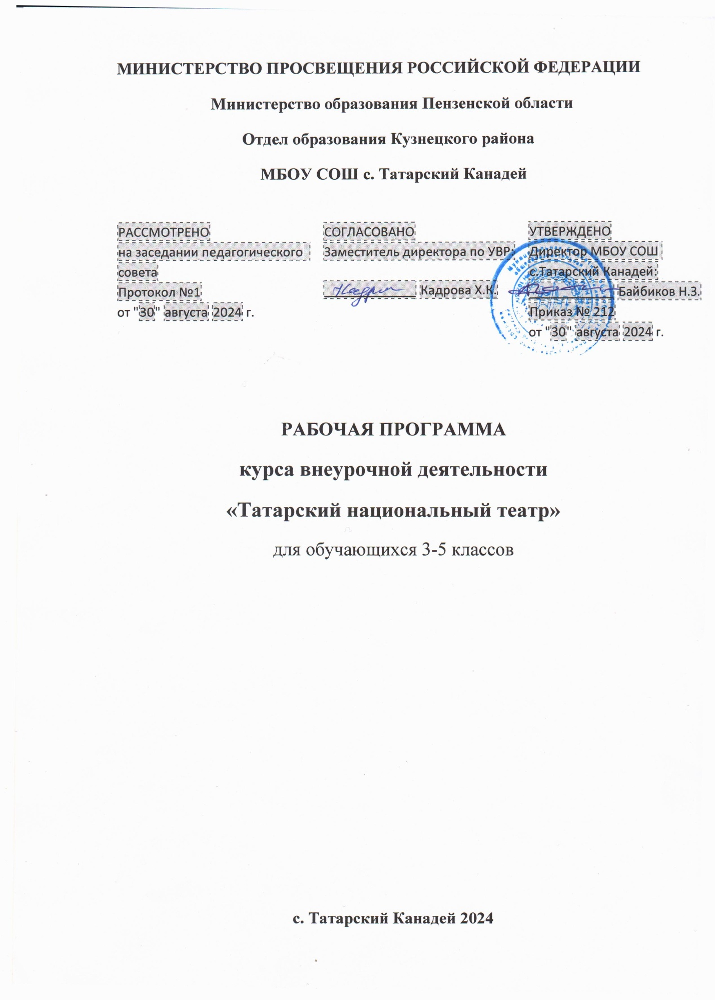 МИНИСТЕРСТВО ПРОСВЕЩЕНИЯ РОССИЙСКОЙ ФЕДЕРАЦИИ
Министерство образования Пензенской области
Отдел образования Кузнецкого района
МБОУ СОШ с. Татарский Канадей
РАССМОТРЕНО
на заседании педагогического
совета
Протокол №1
от "30" августа 2024 г.
СОГЛАСОВАНО
Заместитель директора по УВР:
Кадрова Х.К.
УТВЕРЖДЕНО
Директор МБОУ СОШ
с.Татарский Канадей:
Байбиков Н.З.
Приказ № 212
от "30" августа 2024 г.
РАБОЧАЯ ПРОГРАММА
курса внеурочной деятельности
«Татарский национальный театр»
для обучающихся 3-5 классов
с. Татарский Канадей 2024